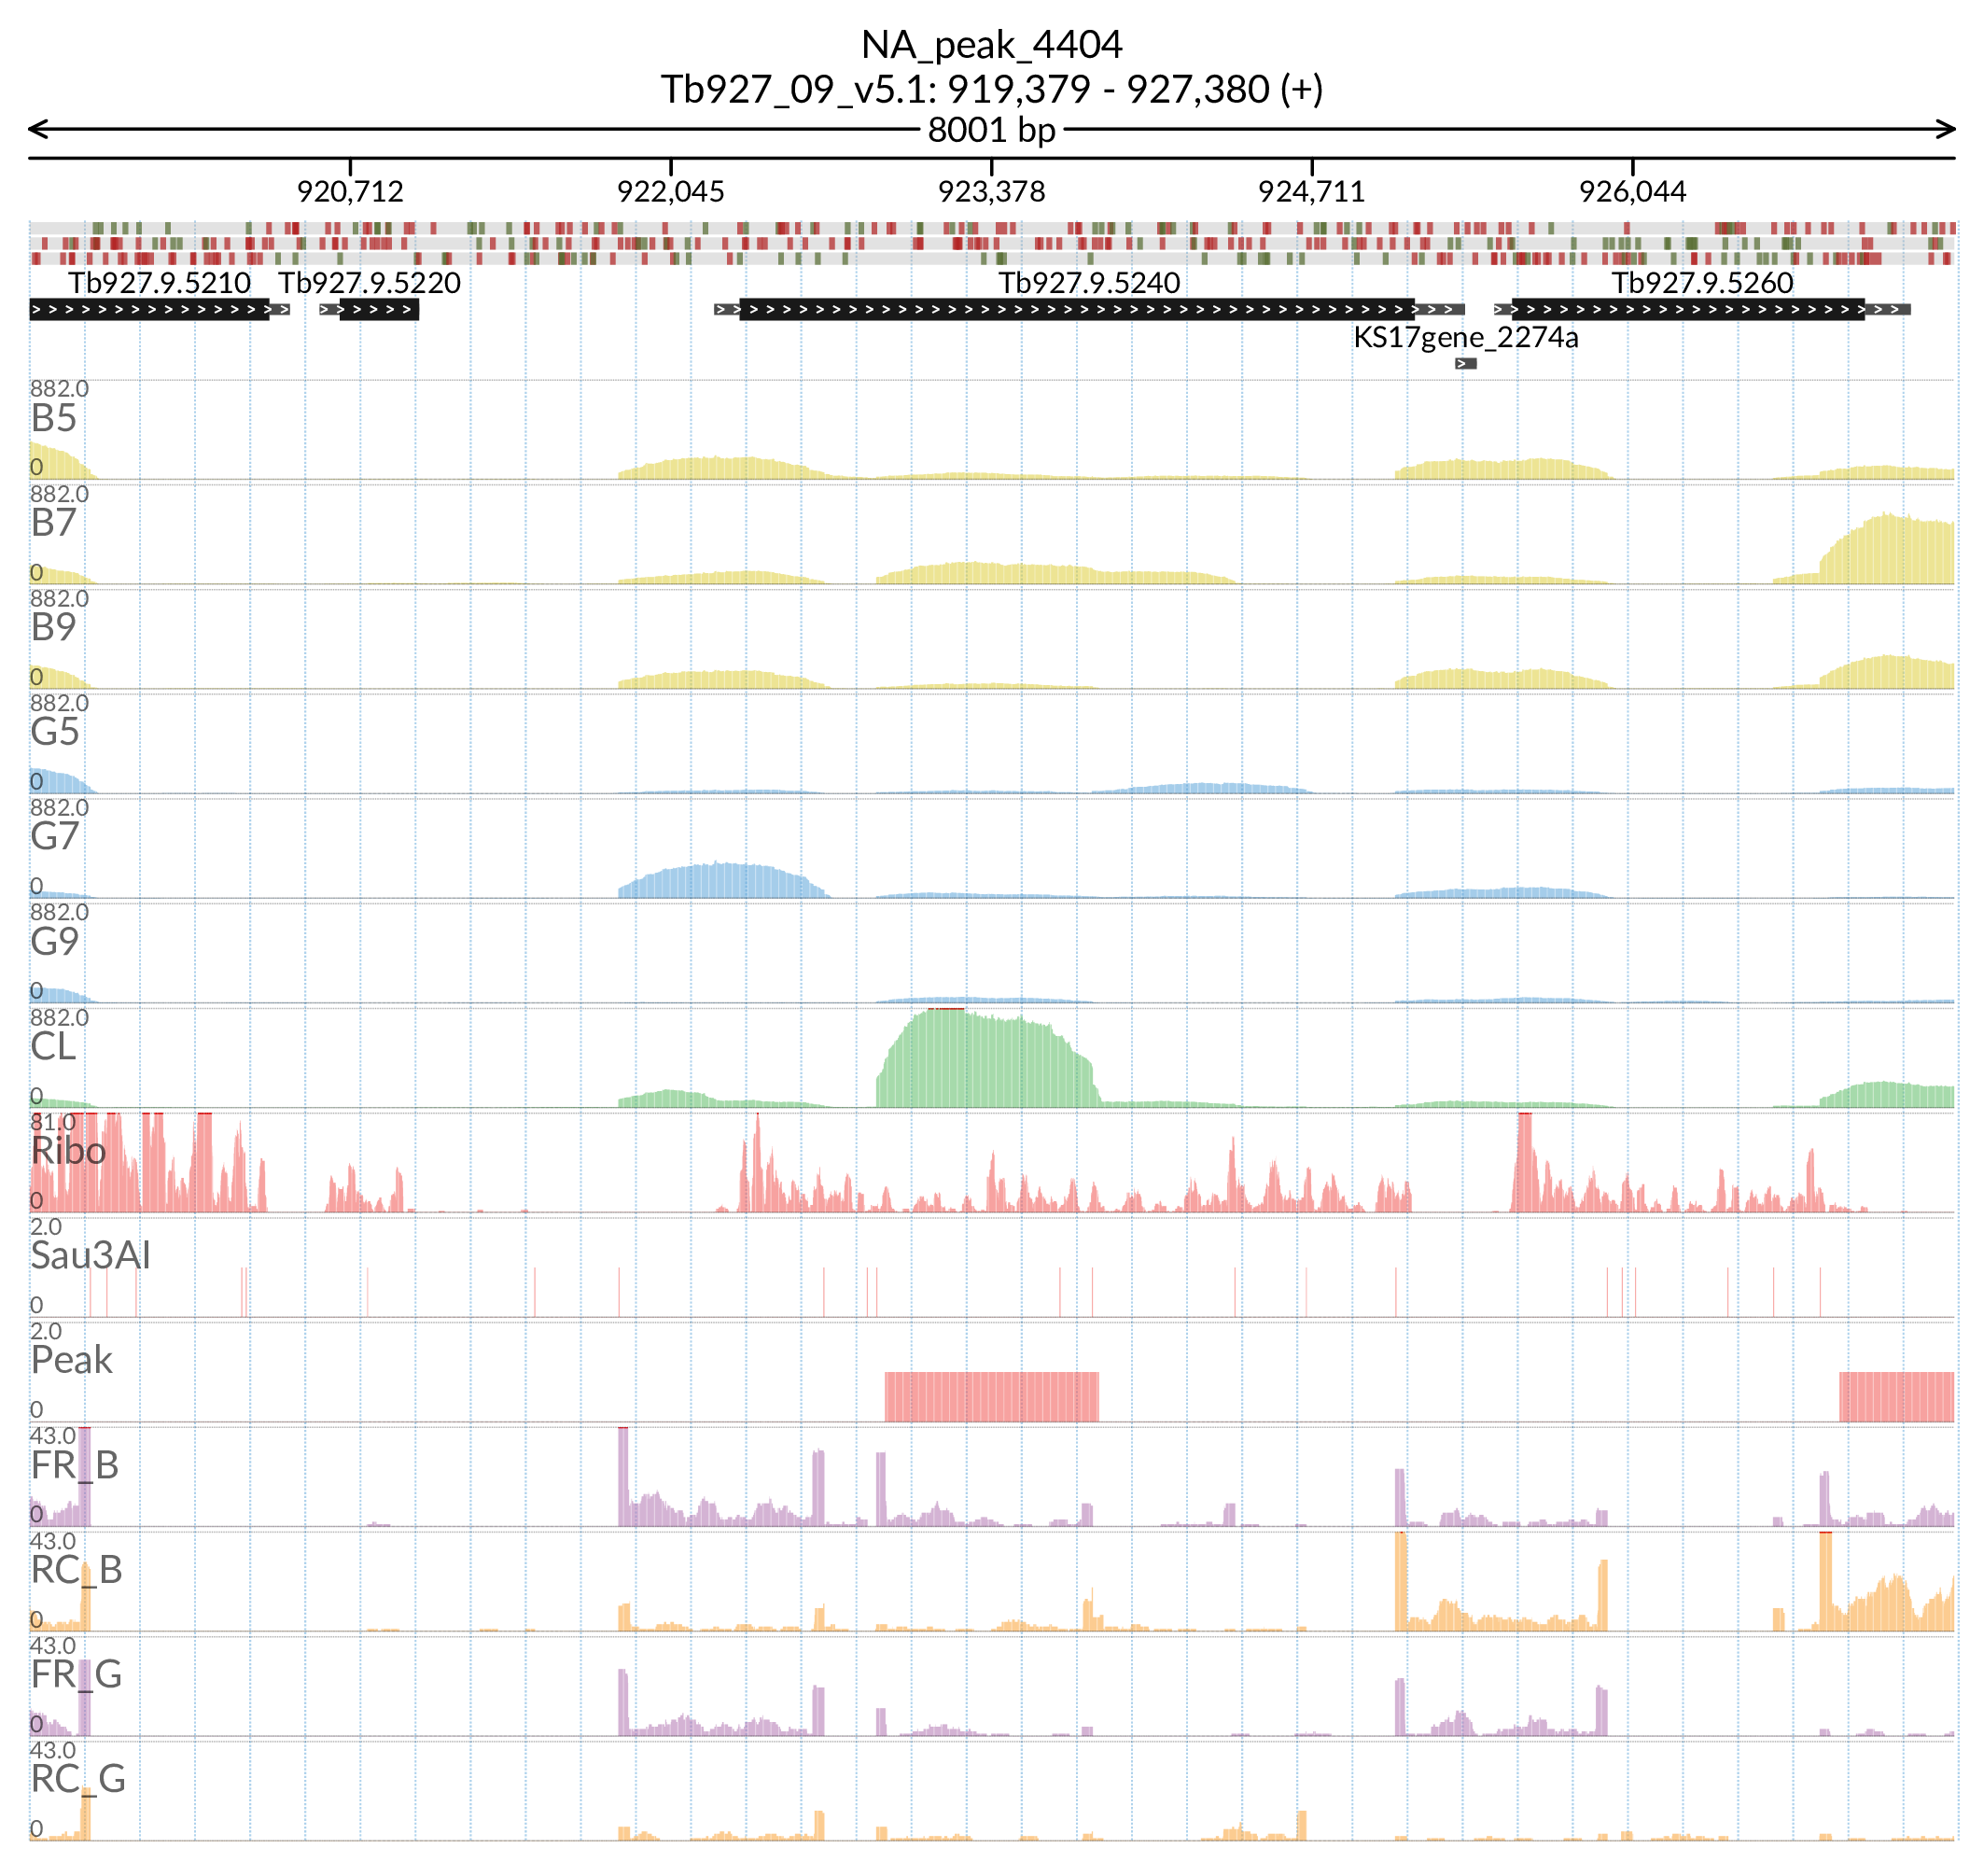 NA_peak_4404
Tb927_09_v5.1: 919,379 - 927,380 (+)
8001 bp
920,712 922,045 923,378 924,711 926,044
Tb927.9.5210 Tb927.9.5220 Tb927.9.5240 Tb927.9.5260
KS17gene_2274a
882.0
B5
0
882.0
B7
0
882.0
B9
0
882.0
G5
0
882.0
G7
0
882.0
G9
0
882.0
CL
0
81.0
Ribo
0
2.0
Sau3AI
0
2.0
Peak
0
43.0
FR_B
0
43.0
RC_B
0
43.0
FR_G
0
43.0
RC_G
0